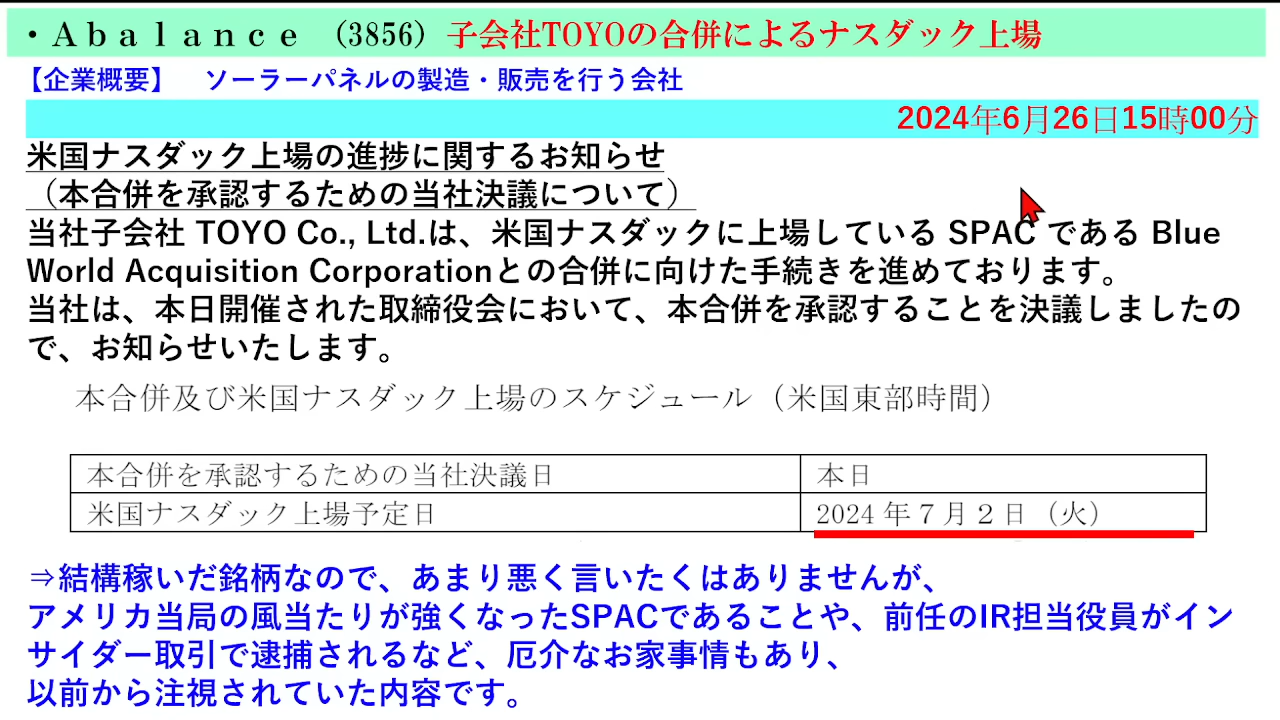 ・Ａｂａｌａｎｃｅ　（3856）子会社TOYOの合併によるナスダック上場
【企業概要】　ソーラーパネルの製造・販売を行う会社
2024年6月26日15時00分
米国ナスダック上場の進捗に関するお知らせ
（本合併を承認するための当社決議について）
当社子会社 TOYO Co., Ltd.は、米国ナスダックに上場している SPAC である Blue
World Acquisition Corporationとの合併に向けた手続きを進めております。
当社は、本日開催された取締役会において、本合併を承認することを決議しましたの
で、お知らせいたします。
本合併及び米国ナスダック上場のスケジュール（米国東部時間）
本合併を承認するための当社決議日　本日
米国ナスダック上場予定日　2024 年７月２日（火）
⇒結構稼いだ銘柄なので、あまり悪く言いたくはありませんが、
アメリカ当局の風当たりが強くなったSPACであることや、前任のIR担当役員がイン
サイダー取引で逮捕されるなど、厄介なお家事情もあり、
以前から注視されていた内容です。